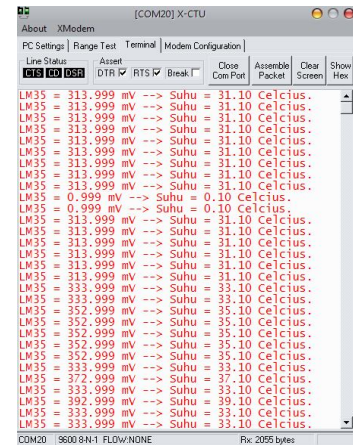 [COM20] X-CTU
About XModem
PC Settings Range Test Terminal Modem Configuration
Line Status Assert
CTS CD DSR DTR RTS Break
Close Com Port
Assemble Packet
Clear Screen
Show Hex
LM35 = 313.999 mV --> Suhu = 31.10 Celcius.
LM35 = 313.999 mV --> Suhu = 31.10 Celcius.
LM35 = 313.999 mV --> Suhu = 31.10 Celcius.
LM35 = 313.999 mV --> Suhu = 31.10 Celcius.
LM35 = 313.999 mV --> Suhu = 31.10 Celcius.
LM35 = 313.999 mV --> Suhu = 31.10 Celcius.
LM35 = 313.999 mV --> Suhu = 31.10 Celcius.
LM35 = 313.999 mV --> Suhu = 31.10 Celcius.
LM35 = 313.999 mV --> Suhu = 31.10 Celcius.
LM35 = 313.999 mV --> Suhu = 31.10 Celcius.
LM35 = 0.999 mV --> Suhu = 0.10 Celcius.
LM35 = 0.999 mV --> Suhu = 0.10 Celcius.
LM35 = 313.999 mV --> Suhu = 31.10 Celcius.
LM35 = 313.999 mV --> Suhu = 31.10 Celcius.
LM35 = 313.999 mV --> Suhu = 31.10 Celcius.
LM35 = 313.999 mV --> Suhu = 31.10 Celcius.
LM35 = 313.999 mV --> Suhu = 31.10 Celcius.
LM35 = 333.999 mV --> Suhu = 33.10 Celcius.
LM35 = 333.999 mV --> Suhu = 33.10 Celcius.
LM35 = 352.999 mV --> Suhu = 35.10 Celcius.
LM35 = 333.999 mV --> Suhu = 33.10 Celcius.
LM35 = 333.999 mV --> Suhu = 33.10 Celcius.
LM35 = 352.999 mV --> Suhu = 35.10 Celcius.
LM35 = 352.999 mV --> Suhu = 35.10 Celcius.
LM35 = 352.999 mV --> Suhu = 35.10 Celcius.
LM35 = 352.999 mV --> Suhu = 35.10 Celcius.
LM35 = 333.999 mV --> Suhu = 33.10 Celcius.
LM35 = 372.999 mV --> Suhu = 37.10 Celcius.
LM35 = 333.999 mV --> Suhu = 33.10 Celcius.
LM35 = 392.999 mV --> Suhu = 39.10 Celcius.
LM35 = 333.999 mV --> Suhu = 33.10 Celcius.
LM35 = 333.999 mV --> Suhu = 33.10 Celcius.
COM20 9600 8-N-1 FLOW:NONE Rx: 2055 bytes